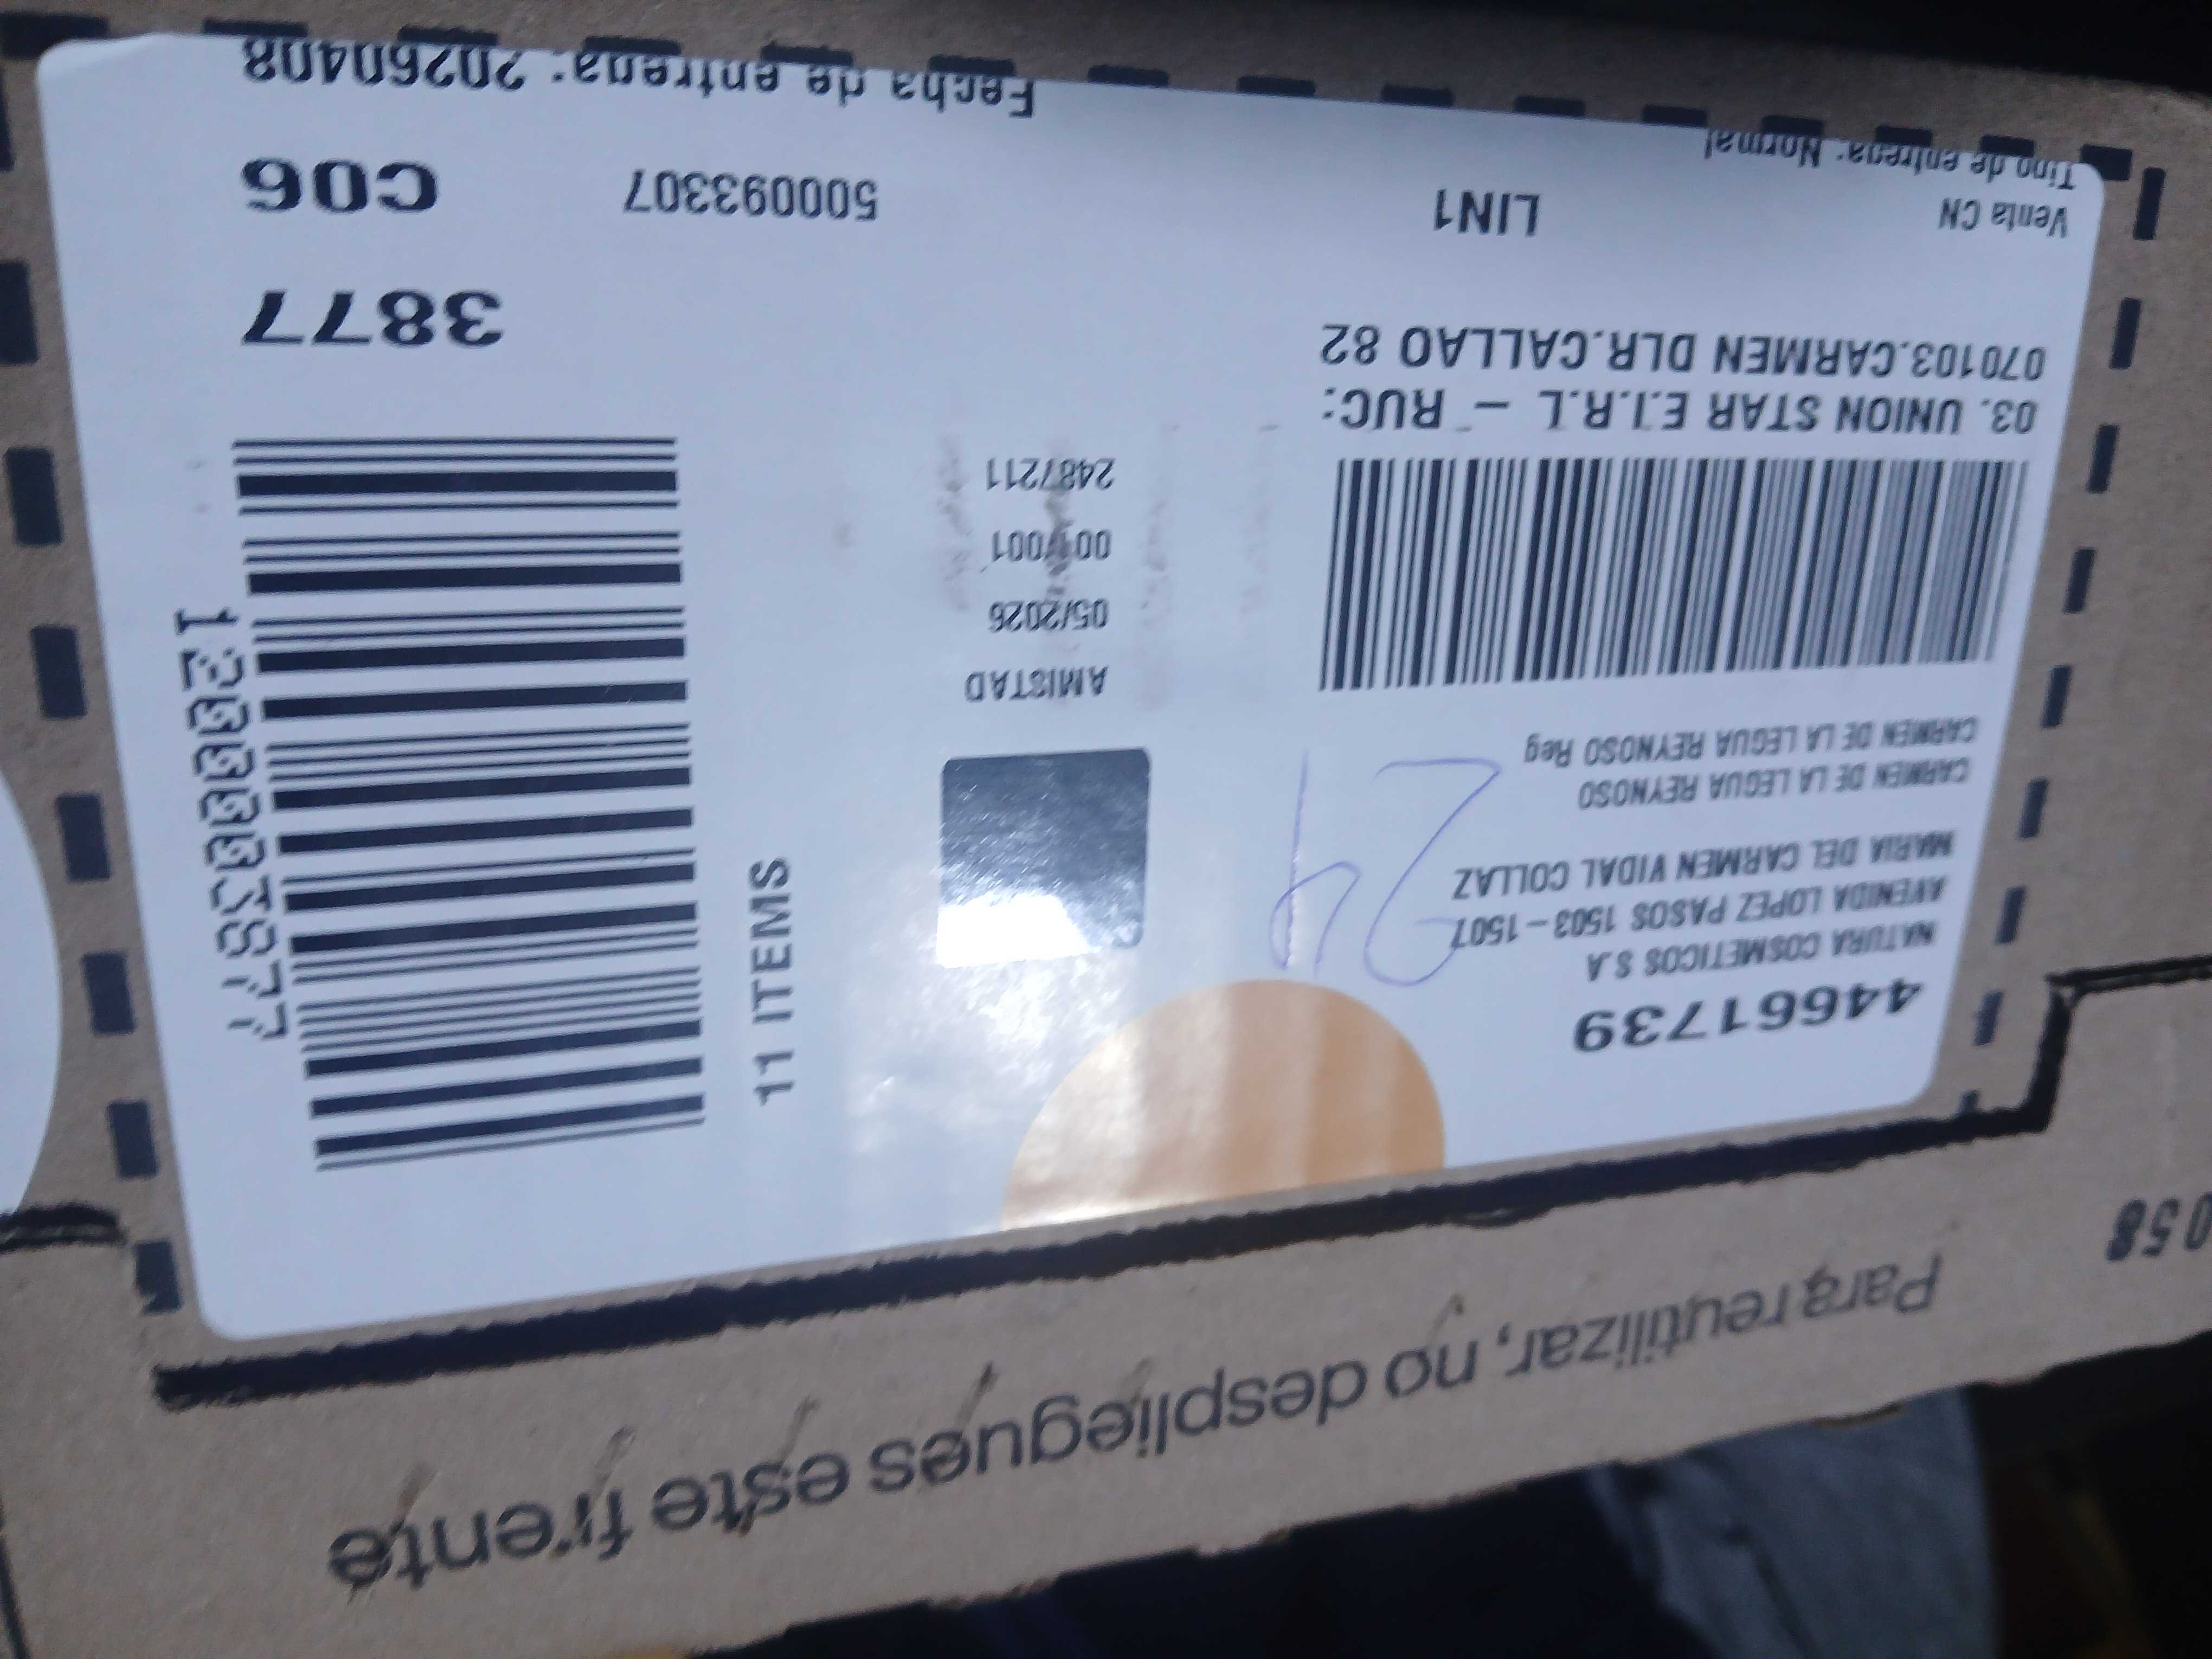 058
Para reutilizar, no despliegues este frente
44661739
NATURA COSMETICOS S.A
AVENIDA LOPEZ PASOS 1503-1507
MARIA DEL CARMEN VIDAL COLLAZ
CARMEN DE LA LEGUA REYNOSO
CARMEN DE LA LEGUA REYNOSO Reg
24
03. UNION STAR E.I.R.L - RUC:
070103.CARMEN DLR.CALLAO 82
Venta CN
LIN1
Tipo de entrega: Normal
AMISTAD
05/2026
001/001
2487211
11 ITEMS
1200003877
3877
500093307
C06
Fecha de entrega: 20260408